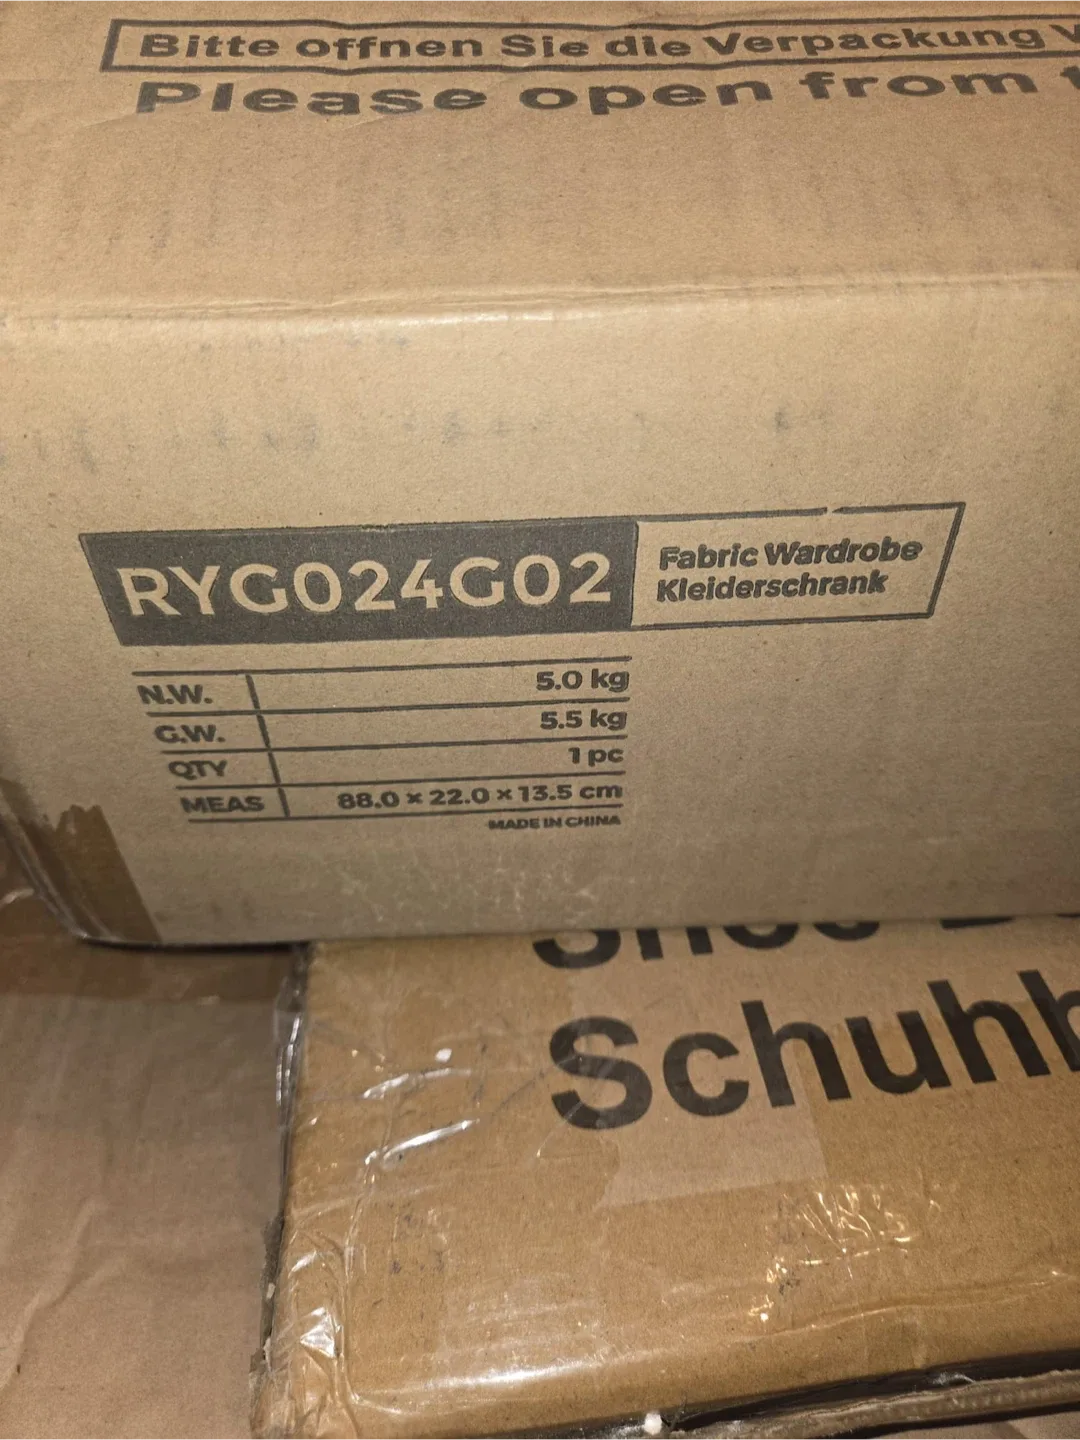 Bitte offnen Sie die Verpackung
Please open from
RYG024G02
Fabric Wardrobe
Kleiderschrank
N.W. 5.0 kg
G.W. 5.5 kg
QTY 1 pc
MEAS 88.0 × 22.0 × 13.5 cm
MADE IN CHINA